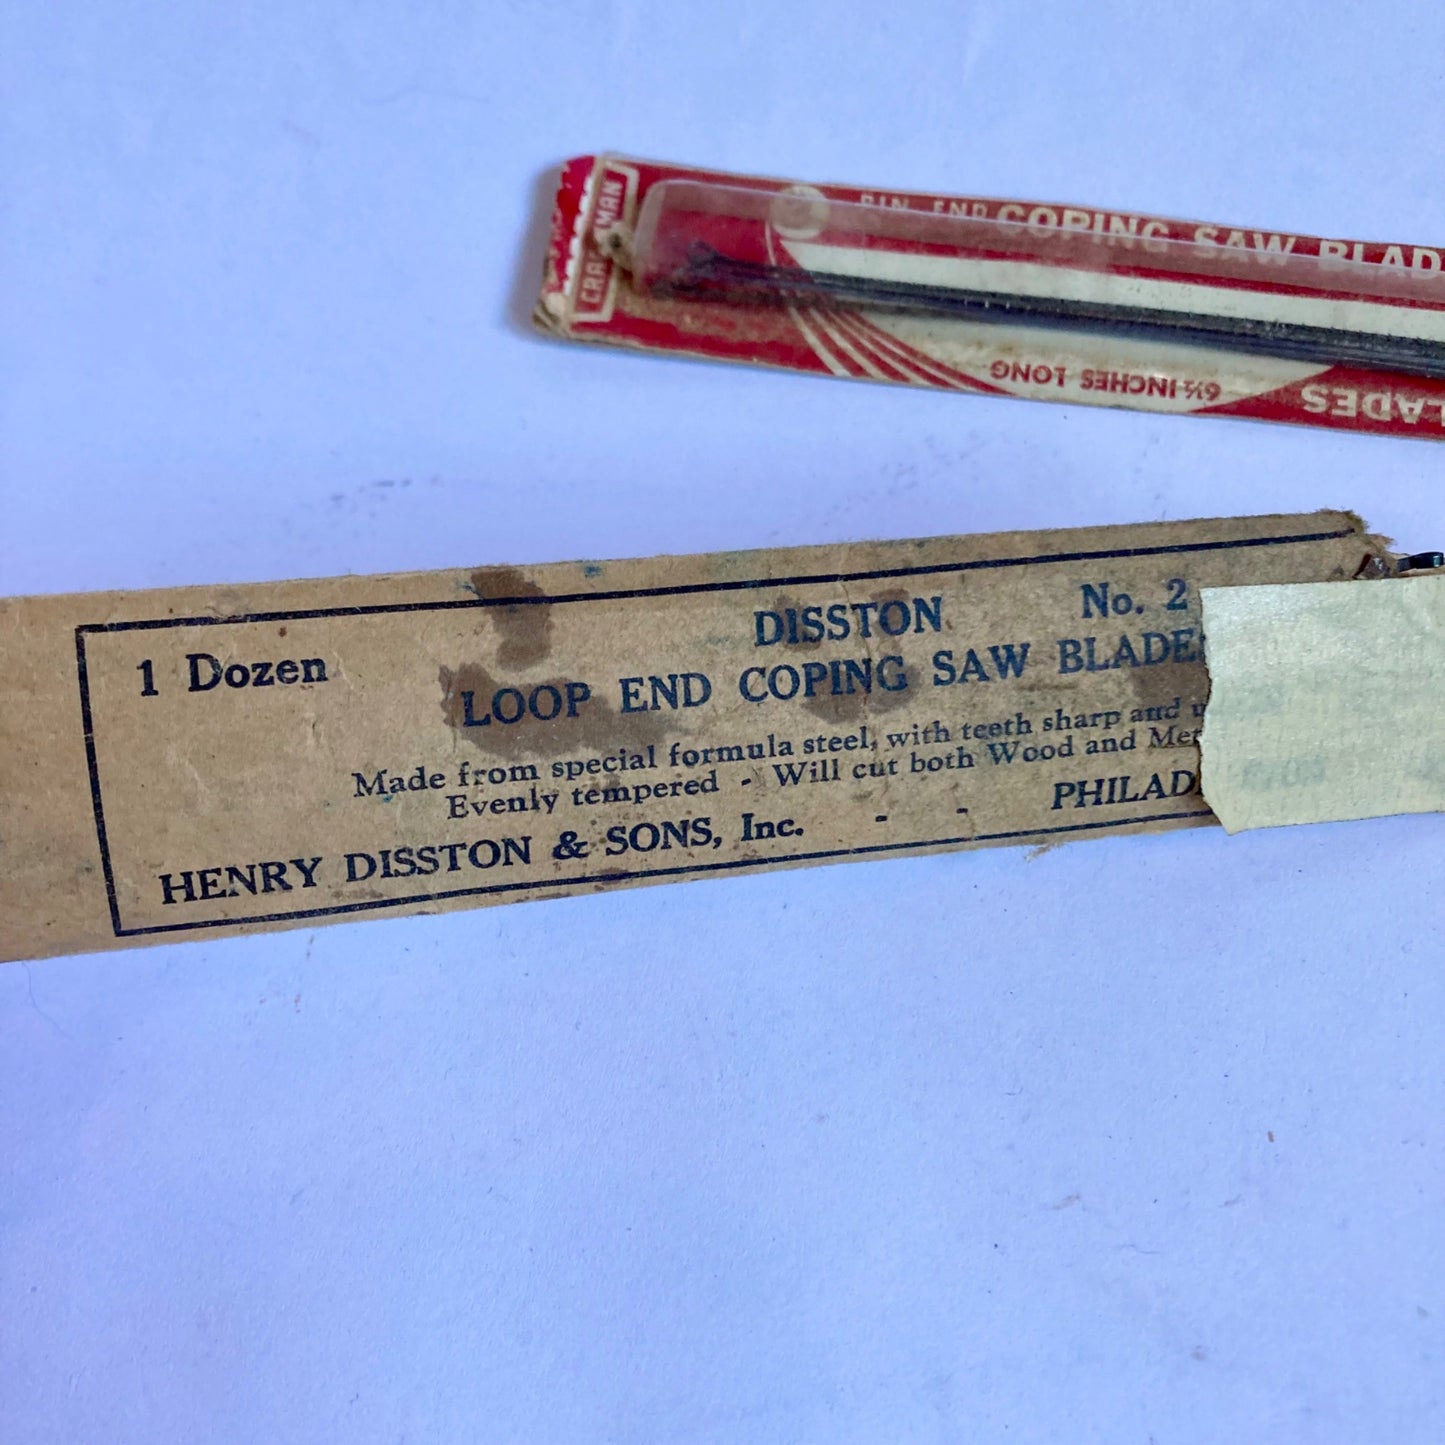 CRAFTSMAN
PIN END COPING SAW BLAD
6½ INCHES LONG
LADES
1 Dozen
DISSTON No. 2
LOOP END COPING SAW BLADES
Made from special formula steel, with teeth sharp and u
Evenly tempered - Will cut both Wood and Met
HENRY DISSTON & SONS, Inc. - - PHILAD